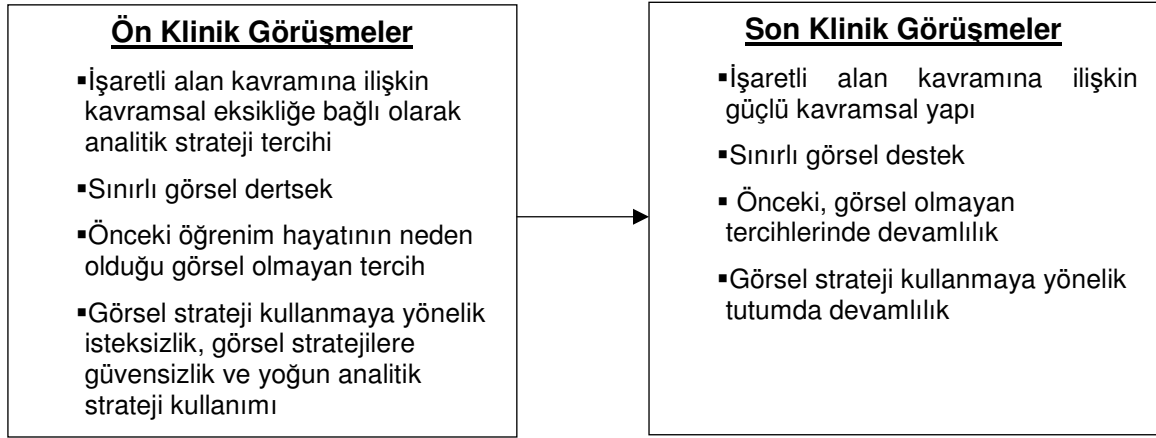 Ön Klinik Görüşmeler
▪İşaretli alan kavramına ilişkin
kavramsal eksikliğe bağlı olarak
analitik strateji tercihi
▪Sınırlı görsel dertsek
▪Önceki öğrenim hayatının neden
olduğu görsel olmayan tercih
▪Görsel strateji kullanmaya yönelik
isteksizlik, görsel stratejilere
güvensizlik ve yoğun analitik
strateji kullanımı
Son Klinik Görüşmeler
▪İşaretli alan kavramına ilişkin
güçlü kavramsal yapı
▪Sınırlı görsel destek
▪ Önceki, görsel olmayan
tercihlerinde devamlılık
▪Görsel strateji kullanmaya yönelik
tutumda devamlılık